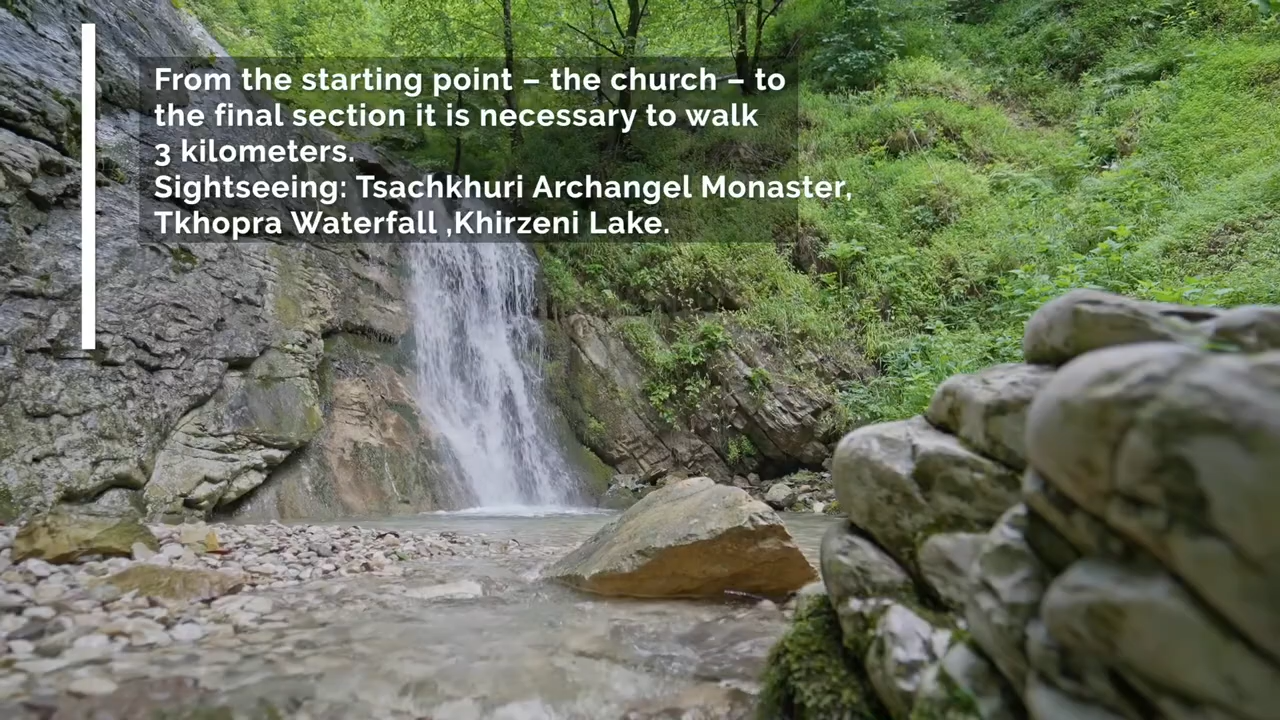 From the starting point – the church – to
the final section it is necessary to walk
3 kilometers.
Sightseeing: Tsachkhuri Archangel Monaster,
Tkhopra Waterfall ,Khirzeni Lake.